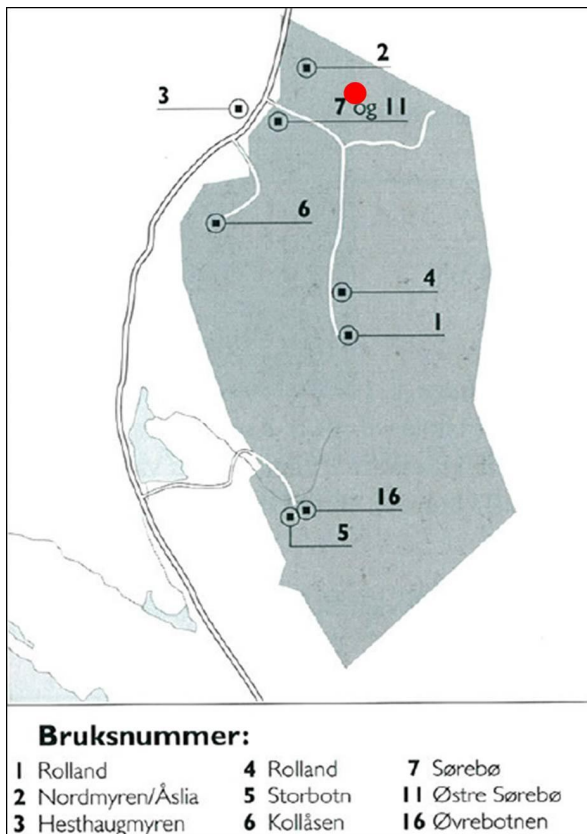 2
3
7 og 11
6
4
1
16
5
Bruksnummer:
1 Rolland 4 Rolland 7 Sørebø
2 Nordmyren/Åslia 5 Storbotn 11 Østre Sørebø
3 Hesthaugmyren 6 Kollåsen 16 Øvrebotnen